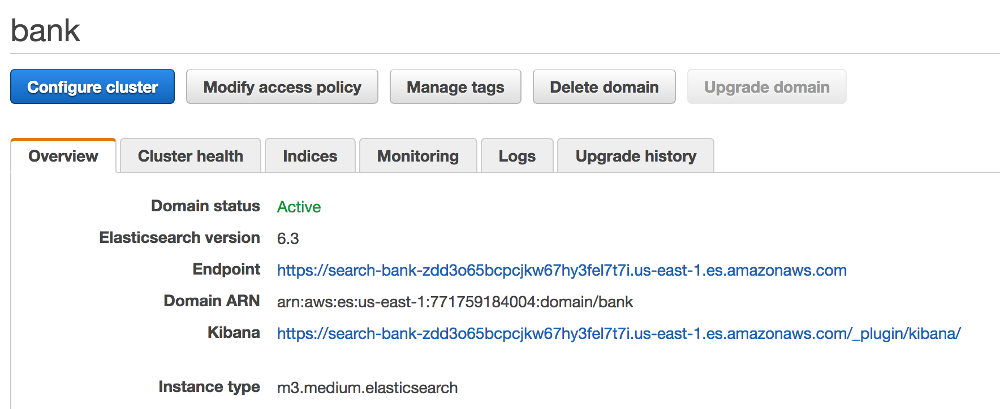 bank
Configure cluster Modify access policy Manage tags Delete domain Upgrade domain
Overview Cluster health Indices Monitoring Logs Upgrade history
Domain status Active
Elasticsearch version 6.3
Endpoint https://search-bank-zdd3o65bcpcjkw67hy3fel7t7i.us-east-1.es.amazonaws.com
Domain ARN arn:aws:es:us-east-1:771759184004:domain/bank
Kibana https://search-bank-zdd3o65bcpcjkw67hy3fel7t7i.us-east-1.es.amazonaws.com/_plugin/kibana/
Instance type m3.medium.elasticsearch